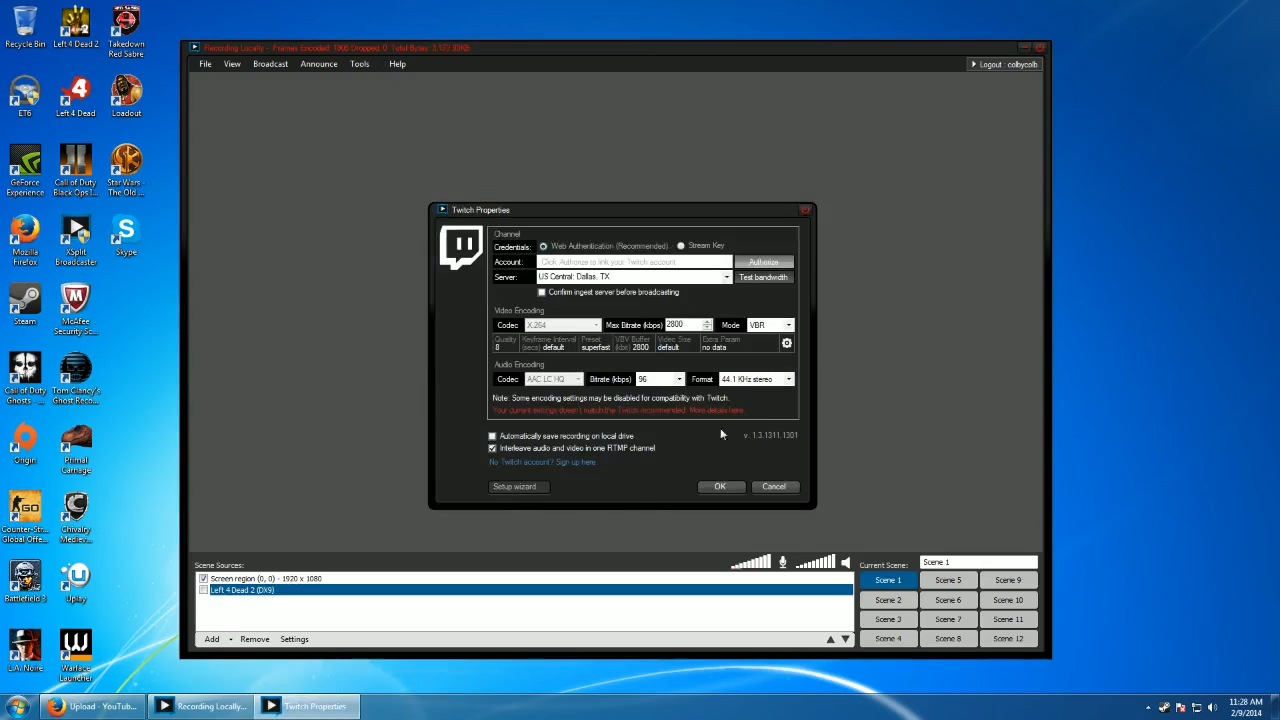 Recycle Bin
Left 4 Dead 2
Takedown Red Sabre
ET6
Left 4 Dead
Loadout
GeForce Experience
Call of Duty Black Ops I...
Star Wars - The Old ...
Mozilla Firefox
XSplit Broadcaster
Skype
Steam
McAfee Security Sc...
Call of Duty Ghosts - ...
Tom Clancy's Ghost Reco...
Origin
Primal Carnage
Counter-Str... Global Offe...
Chivalry Mediev...
Battlefield 3
Uplay
L.A. Noire
Warface Launcher
Recording Locally - Frames Encoded: 1906 Dropped: 0 Total Bytes:
File View Broadcast Announce Tools Help
Logout : colbycolb
Twitch Properties
Channel
Credentials: Web Authentication (Recommended) Stream Key
Account: Click Authorize to link your Twitch account Authorize
Server: US Central: Dallas, TX Test bandwidth
Confirm ingest server before broadcasting
Video Encoding
Codec X.264 Max Bitrate (kbps) 2800 Mode VBR
Quality Keyframe Interval Preset VBV Buffer Video Size Extra Param
8 (secs) default superfast (kbit) 2800 default no data
Audio Encoding
Codec AAC LC HQ Bitrate (kbps) 96 Format 44.1 KHz stereo
Note: Some encoding settings may be disabled for compatibility with Twitch.
Your current settings doesn't match the Twitch recommended. More details here.
Automatically save recording on local drive v. 1.3.1311.1301
Interleave audio and video in one RTMP channel
No Twitch account? Sign up here.
Setup wizard OK Cancel
Scene Sources:
Screen region (0, 0) - 1920 x 1080
Left 4 Dead 2 (DX9)
Add Remove Settings
Current Scene: Scene 1
Scene 1 Scene 5 Scene 9
Scene 2 Scene 6 Scene 10
Scene 3 Scene 7 Scene 11
Scene 4 Scene 8 Scene 12
Upload - YouTub... Recording Locally... Twitch Properties
11:28 AM
2/9/2014